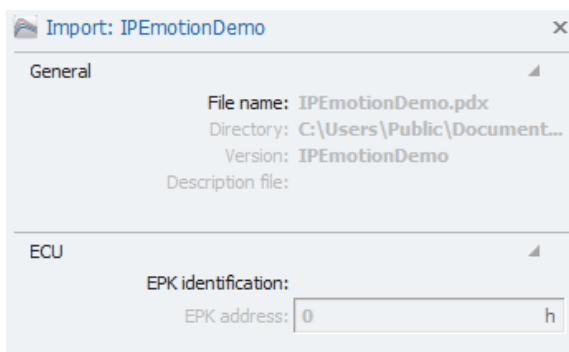 Import: IPEmotionDemo
General
File name: IPEmotionDemo.pdx
Directory: C:\Users\Public\Document...
Version: IPEmotionDemo
Description file:
ECU
EPK identification:
EPK address: 0 h